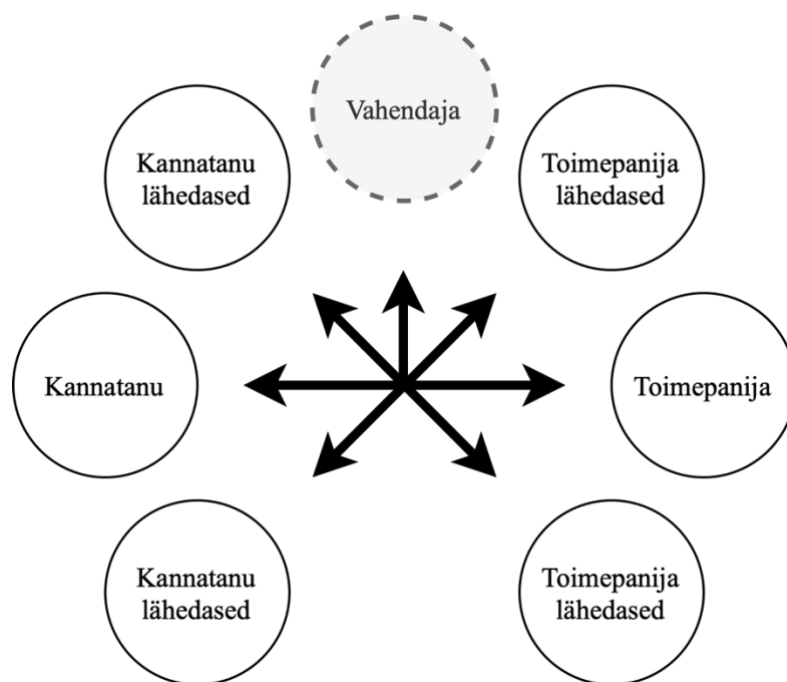 Vahendaja
Kannatanu
lähedased
Toimepanija
lähedased
Kannatanu
Toimepanija
Kannatanu
lähedased
Toimepanija
lähedased